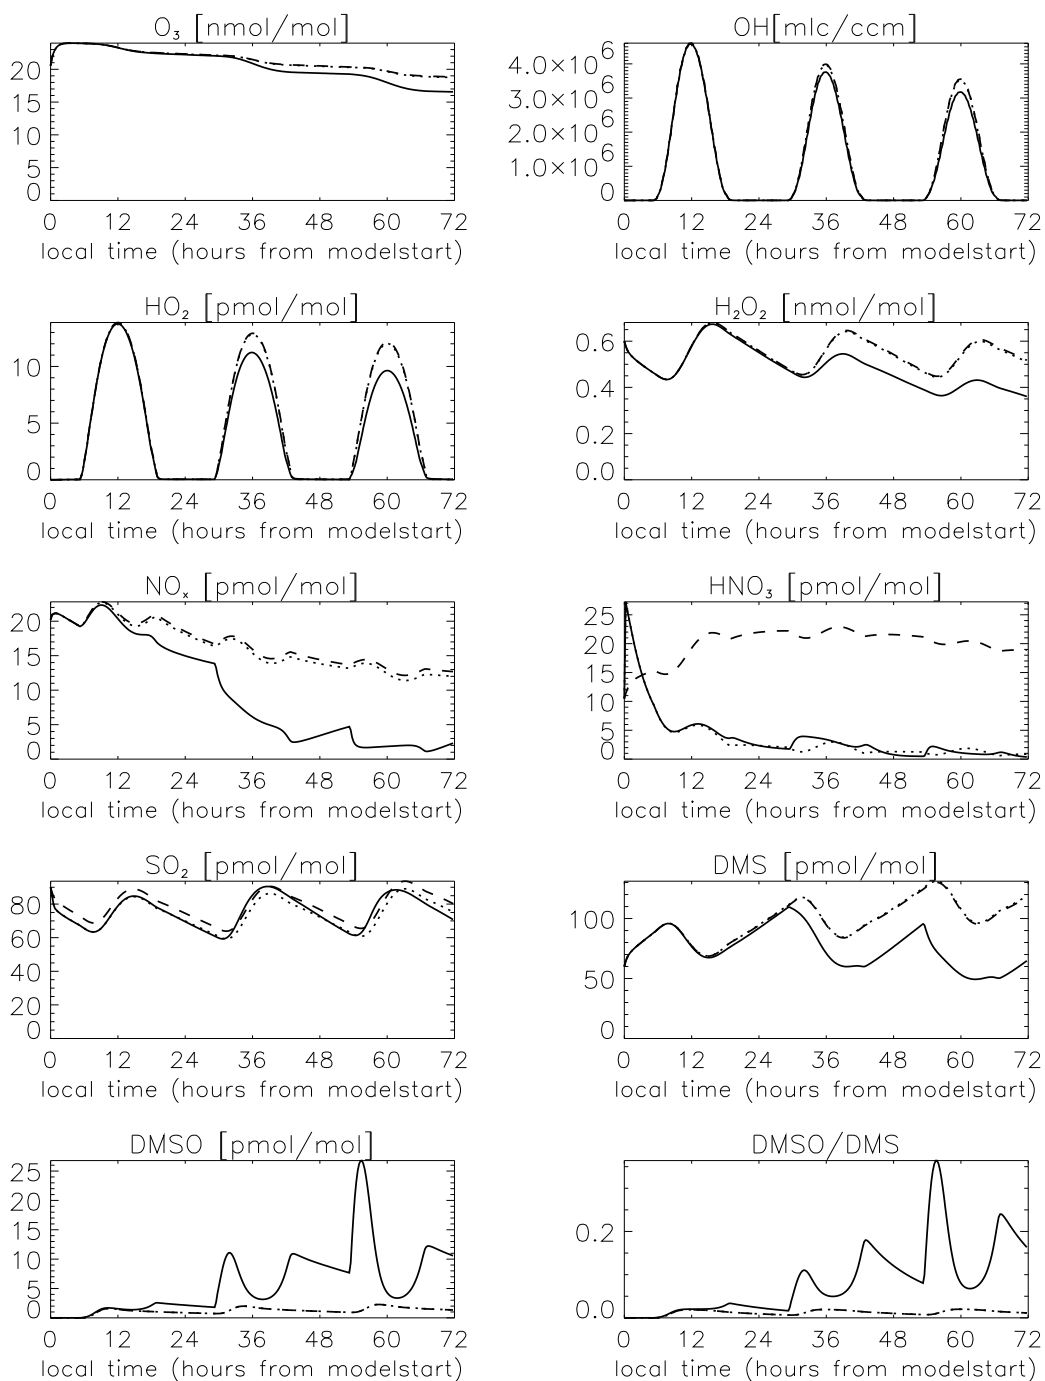 O₃ [nmol/mol]
20
15
10
5
0
0 12 24 36 48 60 72
local time (hours from modelstart)
OH[mlc/ccm]
4.0×10⁶
3.0×10⁶
2.0×10⁶
1.0×10⁶
0
0 12 24 36 48 60 72
local time (hours from modelstart)
HO₂ [pmol/mol]
10
5
0
0 12 24 36 48 60 72
local time (hours from modelstart)
H₂O₂ [nmol/mol]
0.6
0.4
0.2
0.0
0 12 24 36 48 60 72
local time (hours from modelstart)
NOₓ [pmol/mol]
20
15
10
5
0
0 12 24 36 48 60 72
local time (hours from modelstart)
HNO₃ [pmol/mol]
25
20
15
10
5
0
0 12 24 36 48 60 72
local time (hours from modelstart)
SO₂ [pmol/mol]
80
60
40
20
0
0 12 24 36 48 60 72
local time (hours from modelstart)
DMS [pmol/mol]
100
50
0
0 12 24 36 48 60 72
local time (hours from modelstart)
DMSO [pmol/mol]
25
20
15
10
5
0
0 12 24 36 48 60 72
local time (hours from modelstart)
DMSO/DMS
0.2
0.0
0 12 24 36 48 60 72
local time (hours from modelstart)